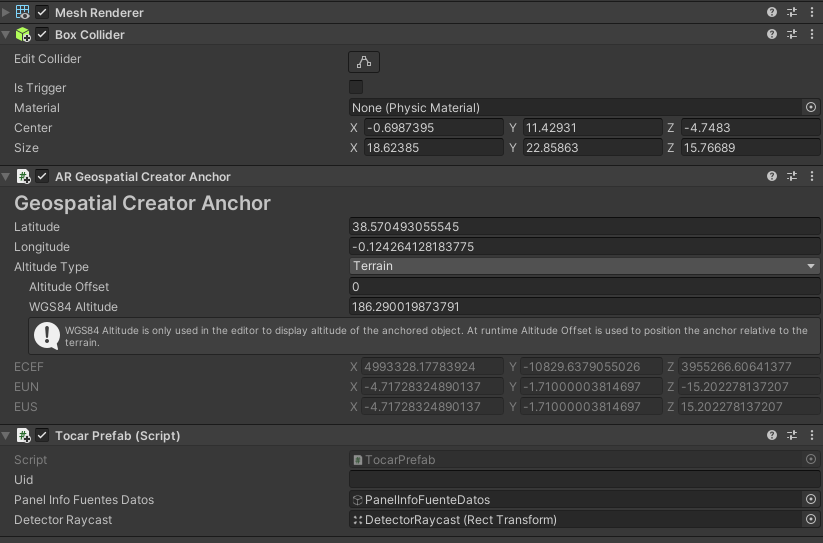 Mesh Renderer
Box Collider
Edit Collider
Is Trigger
Material None (Physic Material)
Center X -0.6987395 Y 11.42931 Z -4.7483
Size X 18.62385 Y 22.85863 Z 15.76689
AR Geospatial Creator Anchor
Geospatial Creator Anchor
Latitude 38.570493055545
Longitude -0.124264128183775
Altitude Type Terrain
Altitude Offset 0
WGS84 Altitude 186.290019873791
WGS84 Altitude is only used in the editor to display altitude of the anchored object. At runtime Altitude Offset is used to position the anchor relative to the
terrain.
ECEF X 4993328.17783924 Y -10829.6379055026 Z 3955266.60641377
EUN X -4.71728324890137 Y -1.71000003814697 Z -15.202278137207
EUS X -4.71728324890137 Y -1.71000003814697 Z 15.202278137207
Tocar Prefab (Script)
Script TocarPrefab
Uid
Panel Info Fuentes Datos PanelInfoFuenteDatos
Detector Raycast DetectorRaycast (Rect Transform)